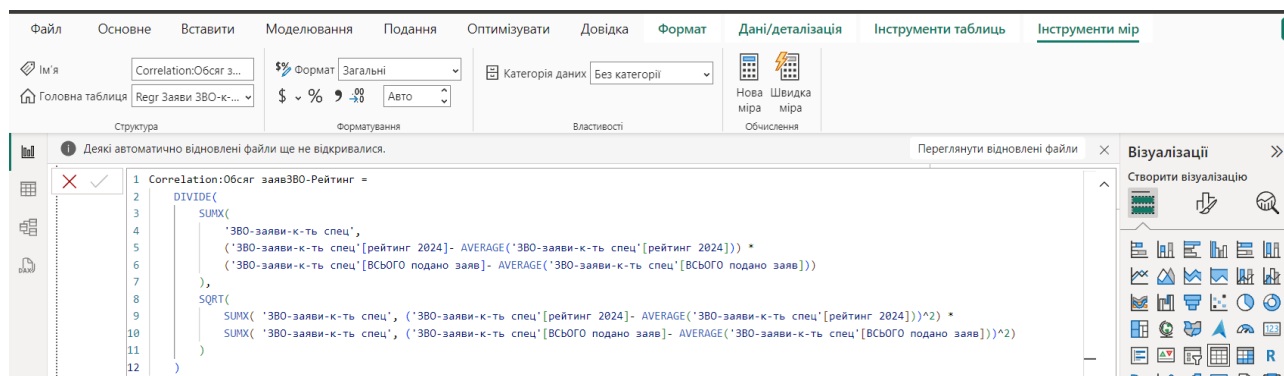 Файл Основне Вставити Моделювання Подання Оптимізувати Довідка Формат Дані/деталізація Інструменти таблиць Інструменти мір
Ім'я Correlation:Обсяг з...
Головна таблиця Regr Заяви ЗВО-к-...
Структура
$% Формат Загальні
$ % 9 .00 →0 Авто
Форматування
Категорія даних Без категорії
Властивості
Нова міра
Швидка міра
Обчислення
Деякі автоматично відновлені файли ще не відкривалися. Переглянути відновлені файли
1 Correlation:Обсяг заявЗВО-Рейтинг =
2 DIVIDE(
3 SUMX(
4 'ЗВО-заяви-к-ть спец',
5 ('ЗВО-заяви-к-ть спец'[рейтинг 2024]- AVERAGE('ЗВО-заяви-к-ть спец'[рейтинг 2024])) *
6 ('ЗВО-заяви-к-ть спец'[ВСЬОГО подано заяв]- AVERAGE('ЗВО-заяви-к-ть спец'[ВСЬОГО подано заяв]))
7 ),
8 SQRT(
9 SUMX( 'ЗВО-заяви-к-ть спец', ('ЗВО-заяви-к-ть спец'[рейтинг 2024]- AVERAGE('ЗВО-заяви-к-ть спец'[рейтинг 2024]))^2) *
10 SUMX( 'ЗВО-заяви-к-ть спец', ('ЗВО-заяви-к-ть спец'[ВСЬОГО подано заяв]- AVERAGE('ЗВО-заяви-к-ть спец'[ВСЬОГО подано заяв]))^2)
11 )
12 )
Візуалізації
Створити візуалізацію
DAX
123
R